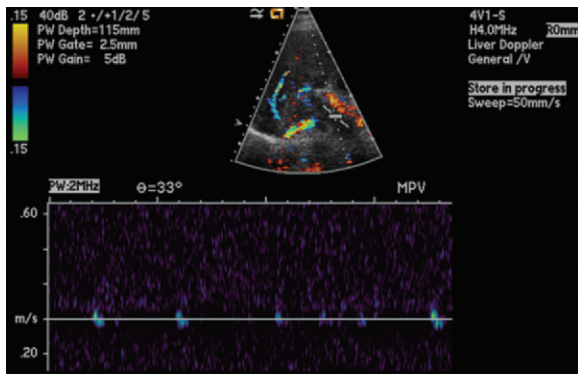 .15
40dB 2 +/+1/2/5
PW Depth=115mm
PW Gate= 2.5mm
PW Gain= 5dB
.15
4V1-S
H4.0MHz R0mm
Liver Doppler
General /V
Store in progress
Sweep=50mm/s
PW:2MHz
θ=33°
MPV
.60
m/s
.20